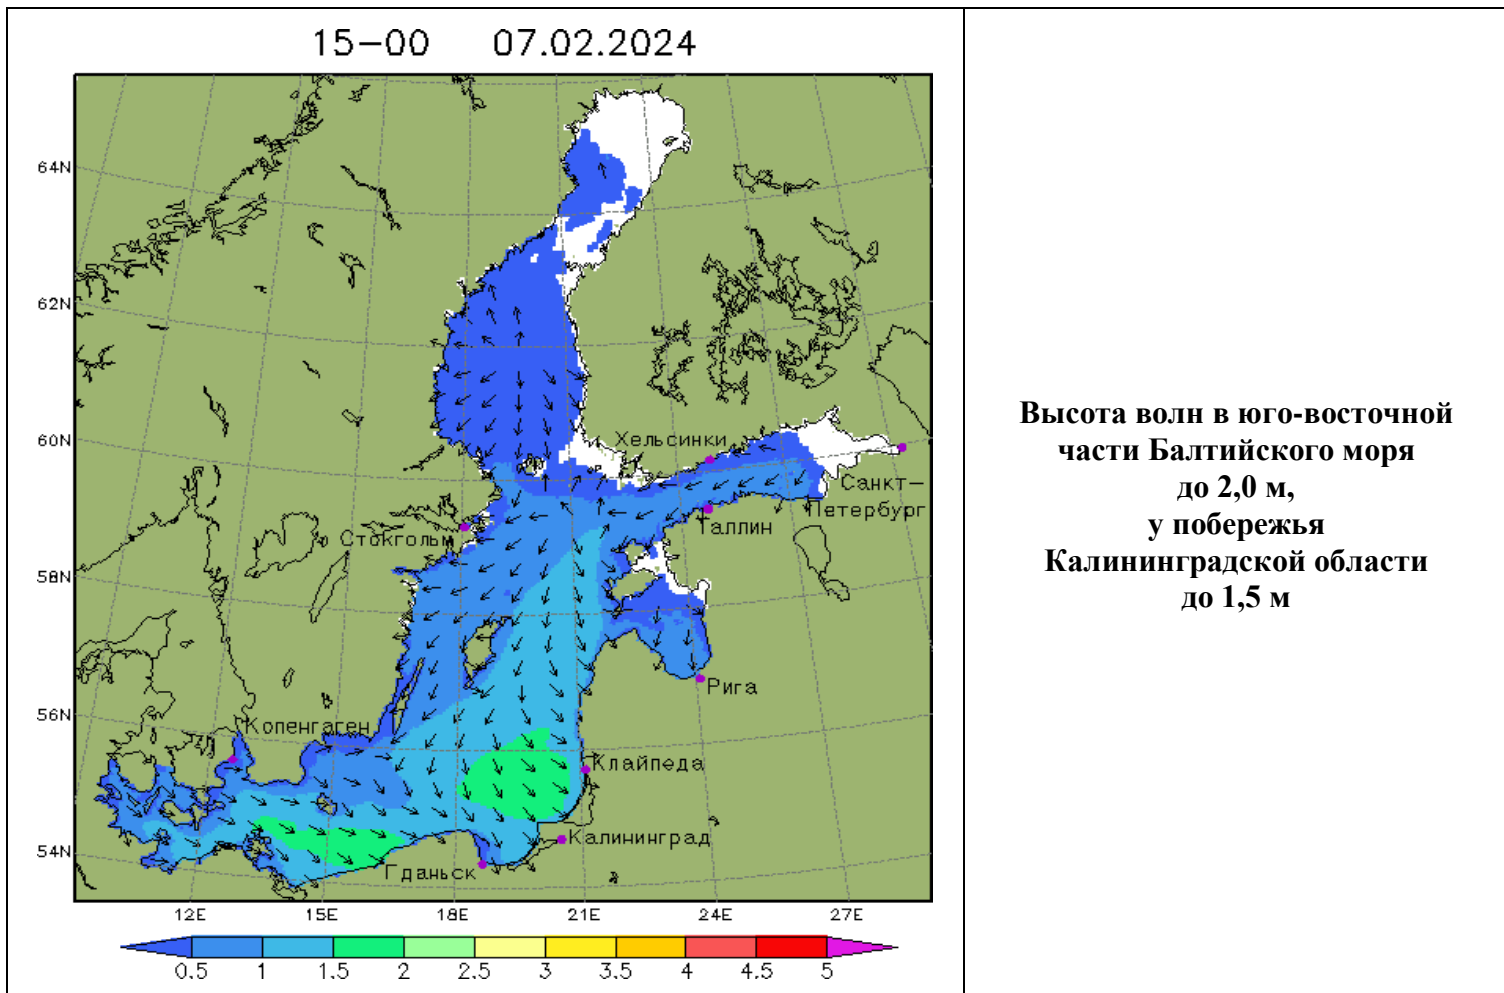 15-00 07.02.2024
64N
62N
60N
58N
56N
54N
Хельсинки
Санкт-
Петербург
Таллин
Стокгольм
Рига
Копенгаген
Клайпеда
Калининград
Гданьск
12E 15E 18E 21E 24E 27E
0.5 1 1.5 2 2.5 3 3.5 4 4.5 5
Высота волн в юго-восточной
части Балтийского моря
до 2,0 м,
у побережья
Калининградской области
до 1,5 м